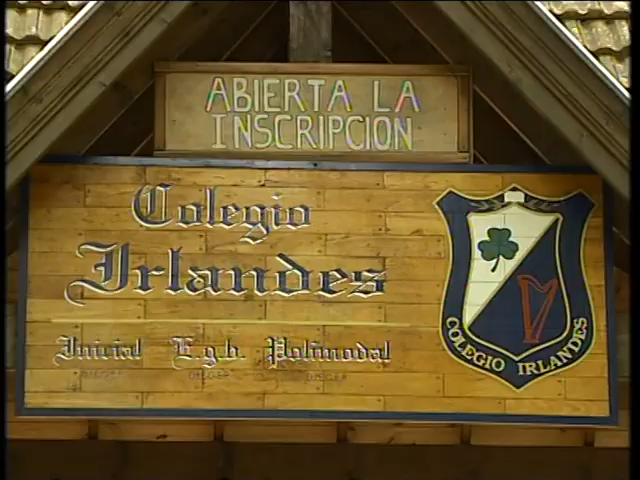 ABIERTA LA
INSCRIPCION
Colegio
Irlandes
Inicial E.g.b. Polimodal
COLEGIO IRLANDES